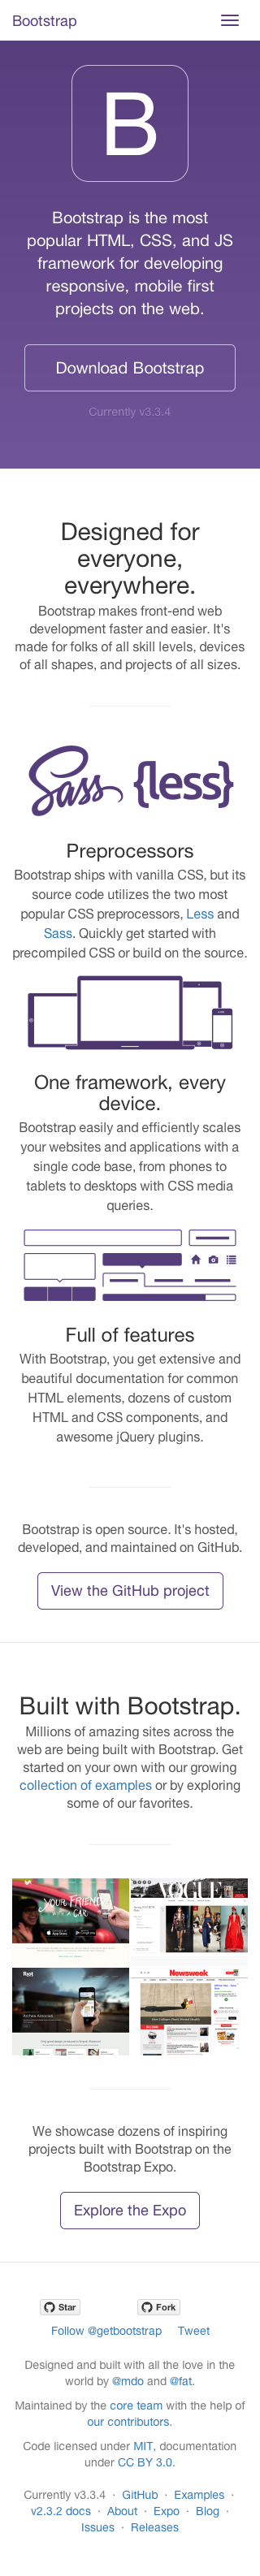 Bootstrap
B
Bootstrap is the most
popular HTML, CSS, and JS
framework for developing
responsive, mobile first
projects on the web.
Download Bootstrap
Currently v3.3.4
Designed for
everyone,
everywhere.
Bootstrap makes front-end web
development faster and easier. It's
made for folks of all skill levels, devices
of all shapes, and projects of all sizes.
Sass {less}
Preprocessors
Bootstrap ships with vanilla CSS, but its
source code utilizes the two most
popular CSS preprocessors, Less and
Sass. Quickly get started with
precompiled CSS or build on the source.
One framework, every
device.
Bootstrap easily and efficiently scales
your websites and applications with a
single code base, from phones to
tablets to desktops with CSS media
queries.
Full of features
With Bootstrap, you get extensive and
beautiful documentation for common
HTML elements, dozens of custom
HTML and CSS components, and
awesome jQuery plugins.
Bootstrap is open source. It's hosted,
developed, and maintained on GitHub.
View the GitHub project
Built with Bootstrap.
Millions of amazing sites across the
web are being built with Bootstrap. Get
started on your own with our growing
collection of examples or by exploring
some of our favorites.
YOUR FRIEND
CAR
VOGUE
Riot
Newsweek
We showcase dozens of inspiring
projects built with Bootstrap on the
Bootstrap Expo.
Explore the Expo
Star Fork
Follow @getbootstrap Tweet
Designed and built with all the love in the
world by @mdo and @fat.
Maintained by the core team with the help of
our contributors.
Code licensed under MIT, documentation
under CC BY 3.0.
Currently v3.3.4 · GitHub · Examples ·
v2.3.2 docs · About · Expo · Blog ·
Issues · Releases